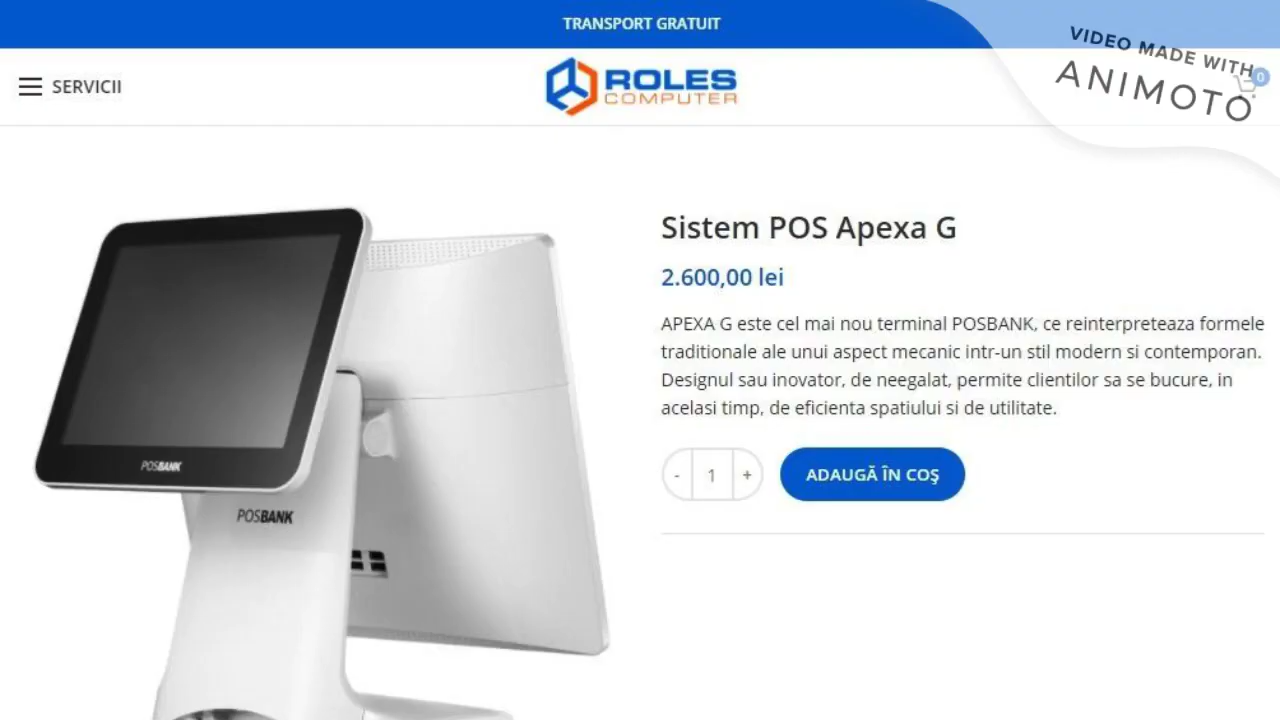 TRANSPORT GRATUIT
VIDEO MADE WITH
ANIMOTO
SERVICII
ROLES
COMPUTER
0
Sistem POS Apexa G
2.600,00 lei
APEXA G este cel mai nou terminal POSBANK, ce reinterpreteaza formele
traditionale ale unui aspect mecanic intr-un stil modern si contemporan.
Designul sau inovator, de neegalat, permite clientilor sa se bucure, in
acelasi timp, de eficienta spatiului si de utilitate.
- 1 +
ADAUGĂ ÎN COŞ
POSBANK
POSBANK